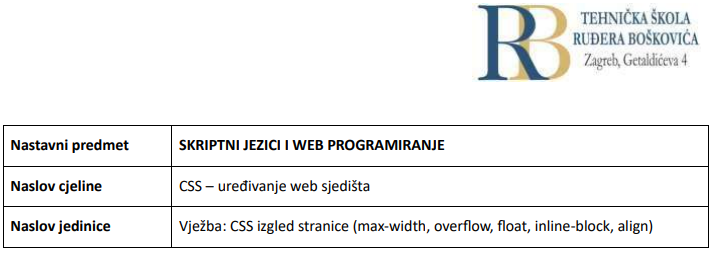 RB
TEHNIČKA ŠKOLA
RUĐERA BOŠKOVIĆA
Zagreb, Getaldićeva 4
Nastavni predmet SKRIPTNI JEZICI I WEB PROGRAMIRANJE
Naslov cjeline CSS – uređivanje web sjedišta
Naslov jedinice Vježba: CSS izgled stranice (max-width, overflow, float, inline-block, align)